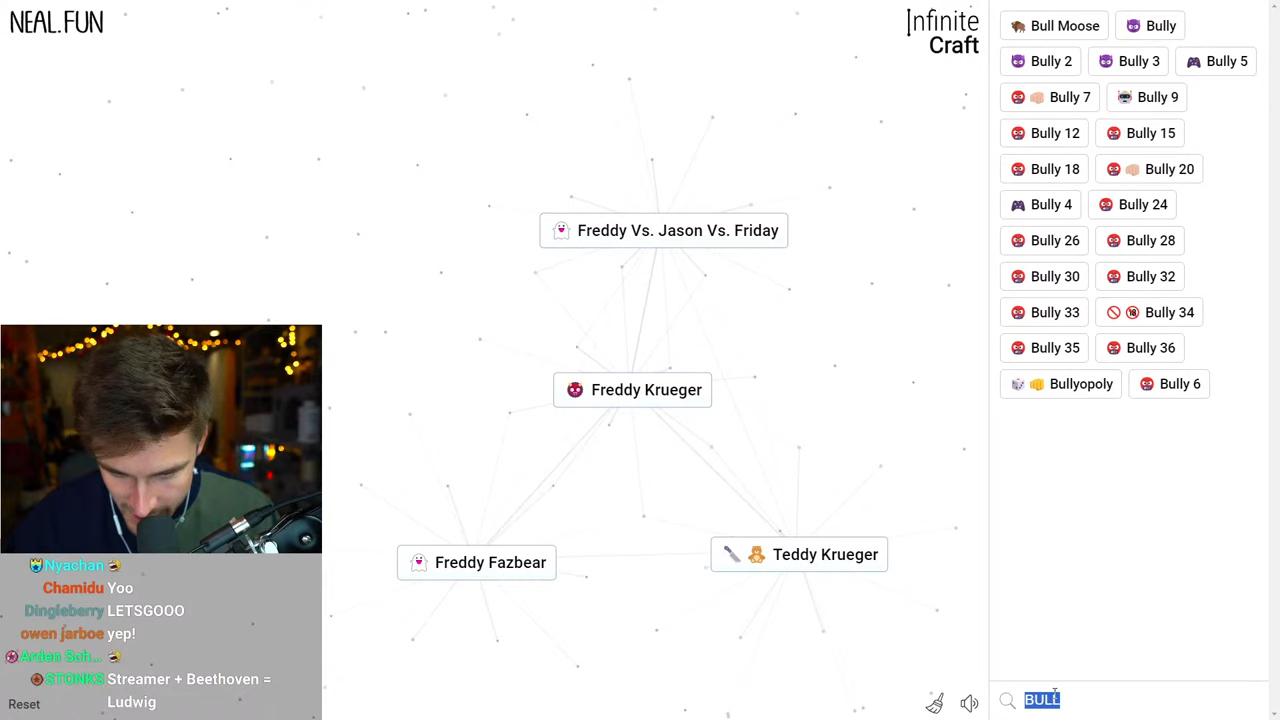 NEAL.FUN
Infinite
Craft
Freddy Vs. Jason Vs. Friday
Freddy Krueger
Freddy Fazbear
Teddy Krueger
Bull Moose
Bully
Bully 2
Bully 3
Bully 5
Bully 7
Bully 9
Bully 12
Bully 15
Bully 18
Bully 20
Bully 4
Bully 24
Bully 26
Bully 28
Bully 30
Bully 32
Bully 33
🔞 Bully 34
Bully 35
Bully 36
Bullyopoly
Bully 6
BULL
Nyachan
Chamidu Yoo
Dingleberry LETSGOOO
owen jarboe yep!
Arden Sch...
STONKS Streamer + Beethoven =
Ludwig
Reset